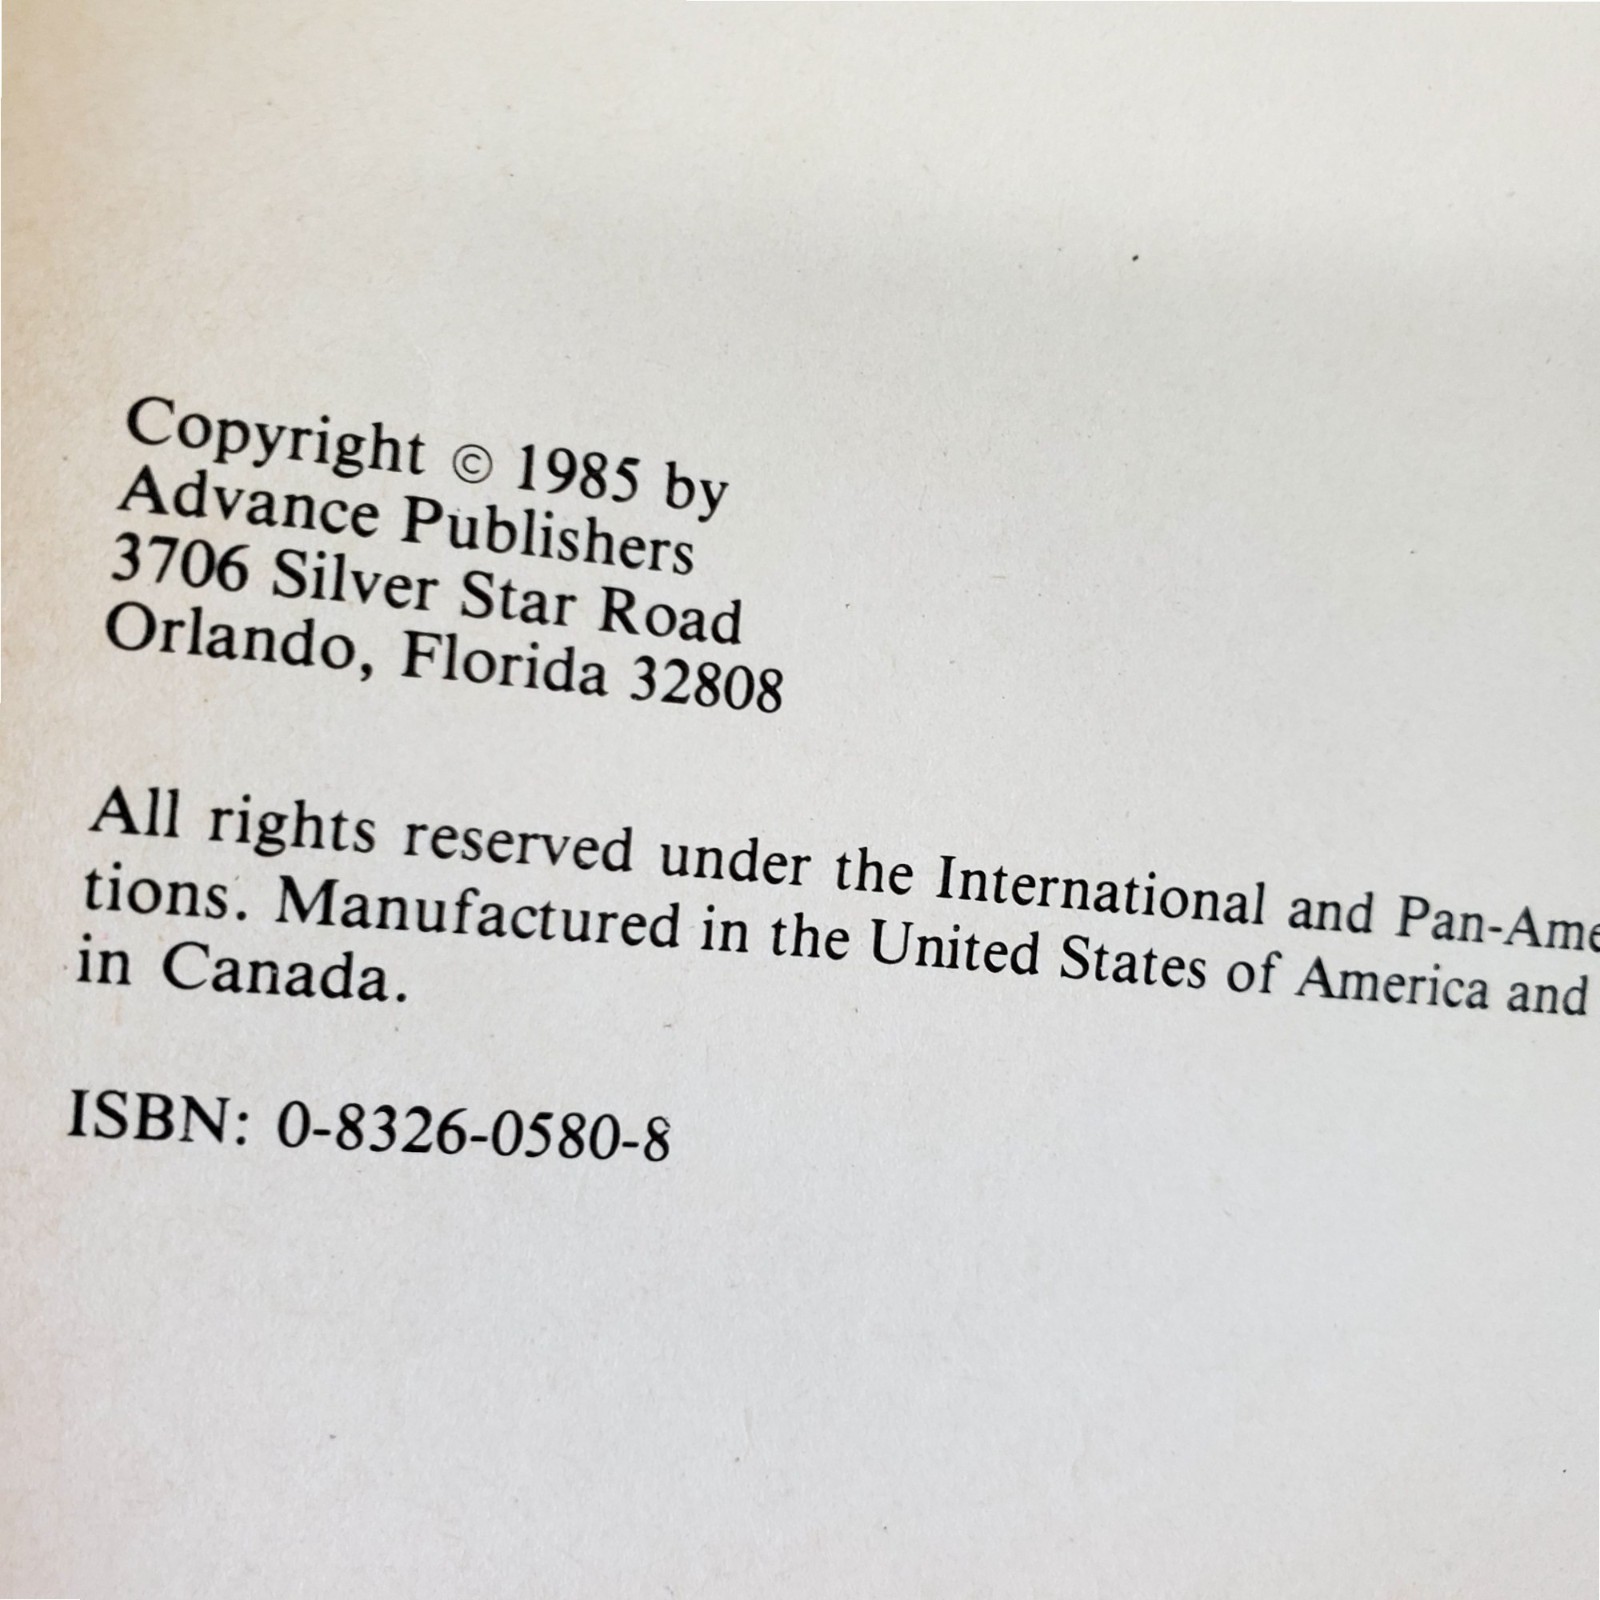 Copyright © 1985 by
Advance Publishers
3706 Silver Star Road
Orlando, Florida 32808
All rights reserved under the International and Pan-Ame
tions. Manufactured in the United States of America and
in Canada.
ISBN: 0-8326-0580-8